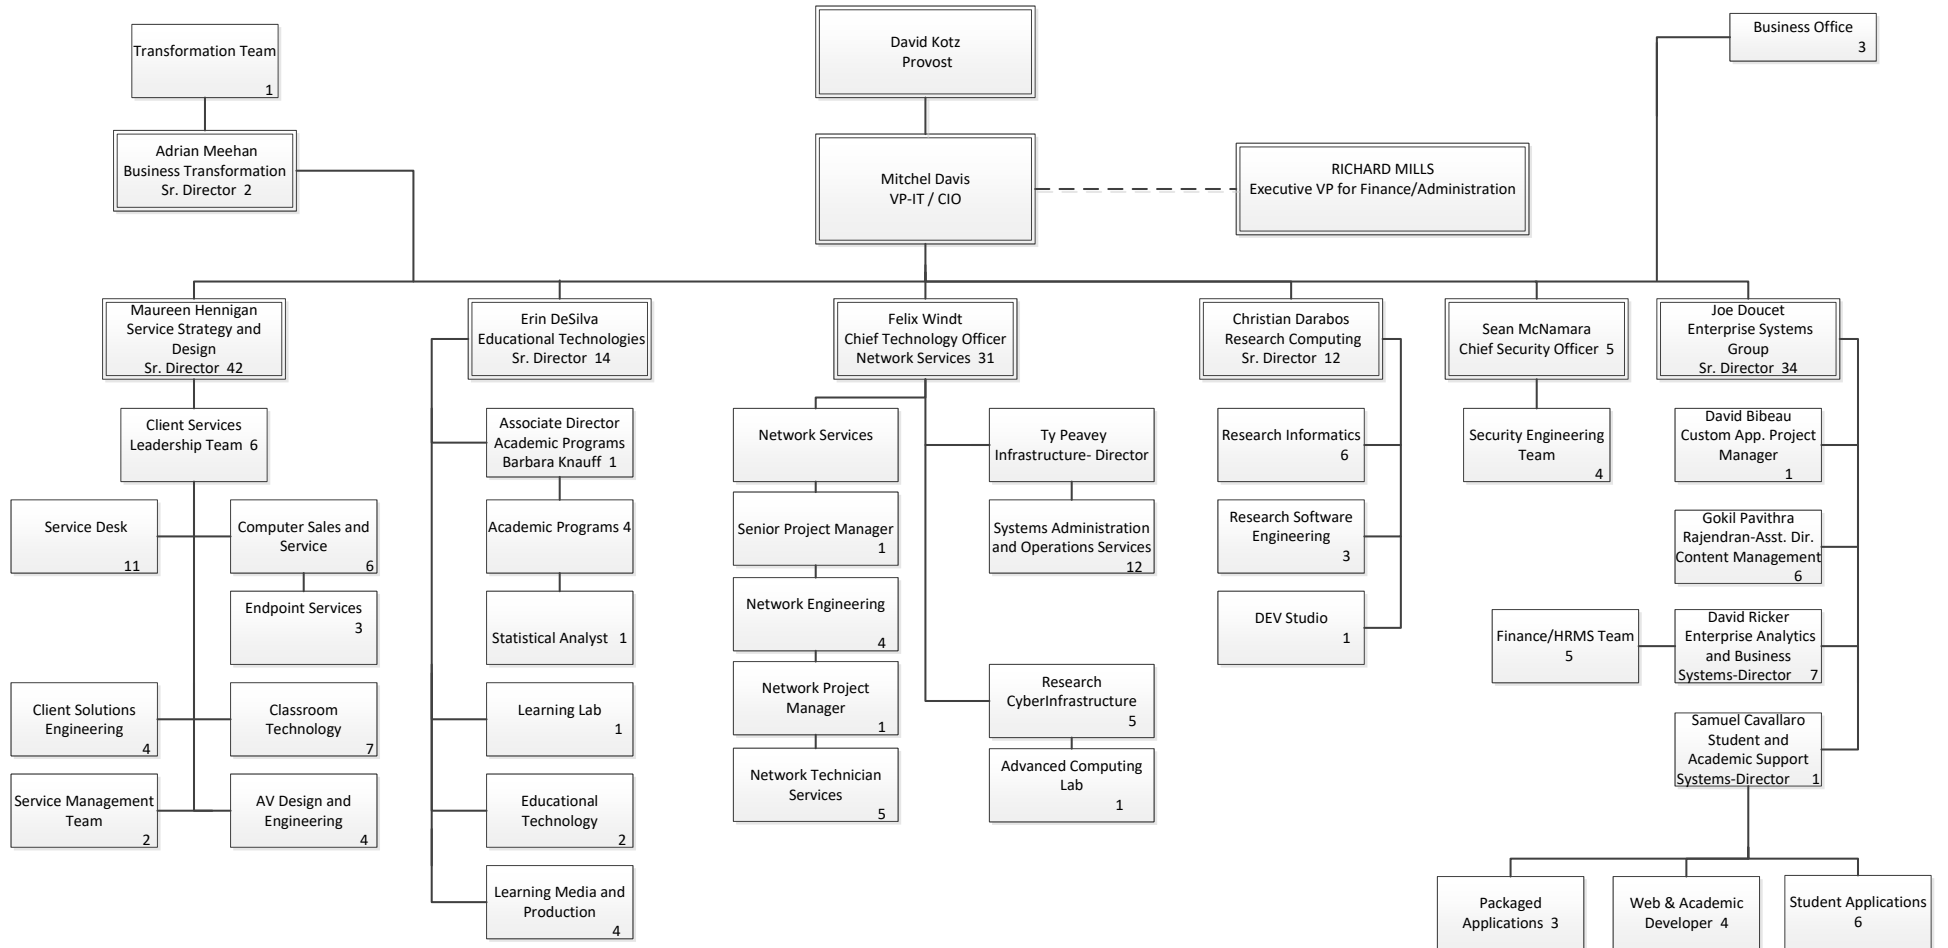 Transformation Team
1
David Kotz
Provost
Business Office
3
Adrian Meehan
Business Transformation
Sr. Director 2
Mitchel Davis
VP-IT / CIO
RICHARD MILLS
Executive VP for Finance/Administration
Maureen Hennigan
Service Strategy and
Design
Sr. Director 42
Erin DeSilva
Educational Technologies
Sr. Director 14
Felix Windt
Chief Technology Officer
Network Services 31
Christian Darabos
Research Computing
Sr. Director 12
Sean McNamara
Chief Security Officer 5
Joe Doucet
Enterprise Systems
Group
Sr. Director 34
Client Services
Leadership Team 6
Service Desk
11
Computer Sales and
Service
6
Endpoint Services
3
Client Solutions
Engineering
4
Classroom
Technology
7
Service Management
Team
2
AV Design and
Engineering
4
Associate Director
Academic Programs
Barbara Knauff 1
Academic Programs 4
Statistical Analyst 1
Learning Lab
1
Educational
Technology
2
Learning Media and
Production
4
Network Services
Senior Project Manager
1
Network Engineering
4
Network Project
Manager
1
Network Technician
Services
5
Ty Peavey
Infrastructure- Director
Systems Administration
and Operations Services
12
Research
CyberInfrastructure
5
Advanced Computing
Lab
1
Research Informatics
6
Research Software
Engineering
3
DEV Studio
1
Security Engineering
Team
4
David Bibeau
Custom App. Project
Manager
1
Gokil Pavithra
Rajendran-Asst. Dir.
Content Management
6
Finance/HRMS Team
5
David Ricker
Enterprise Analytics
and Business
Systems-Director 7
Samuel Cavallaro
Student and
Academic Support
Systems-Director 1
Packaged
Applications 3
Web & Academic
Developer 4
Student Applications
6